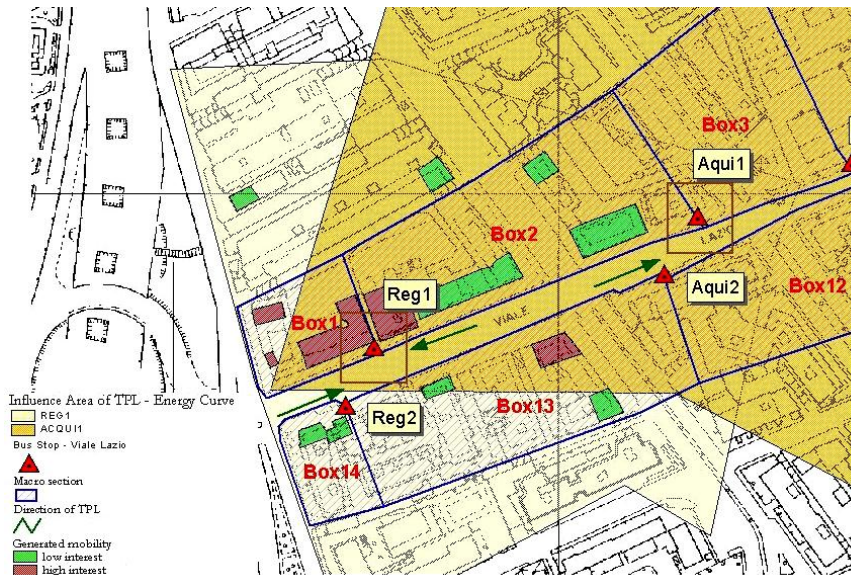 Box3
Aqui1
LAZIO
Box2
Reg1
Aqui2
Box12
Box1
VIALE
Influence Area of TPL - Energy Curve
REG1
ACQUI1
Bus Stop - Viale Lazio
Macro section
Direction of TPL
Generated mobility
low interest
high interest
Reg2
Box13
Box14